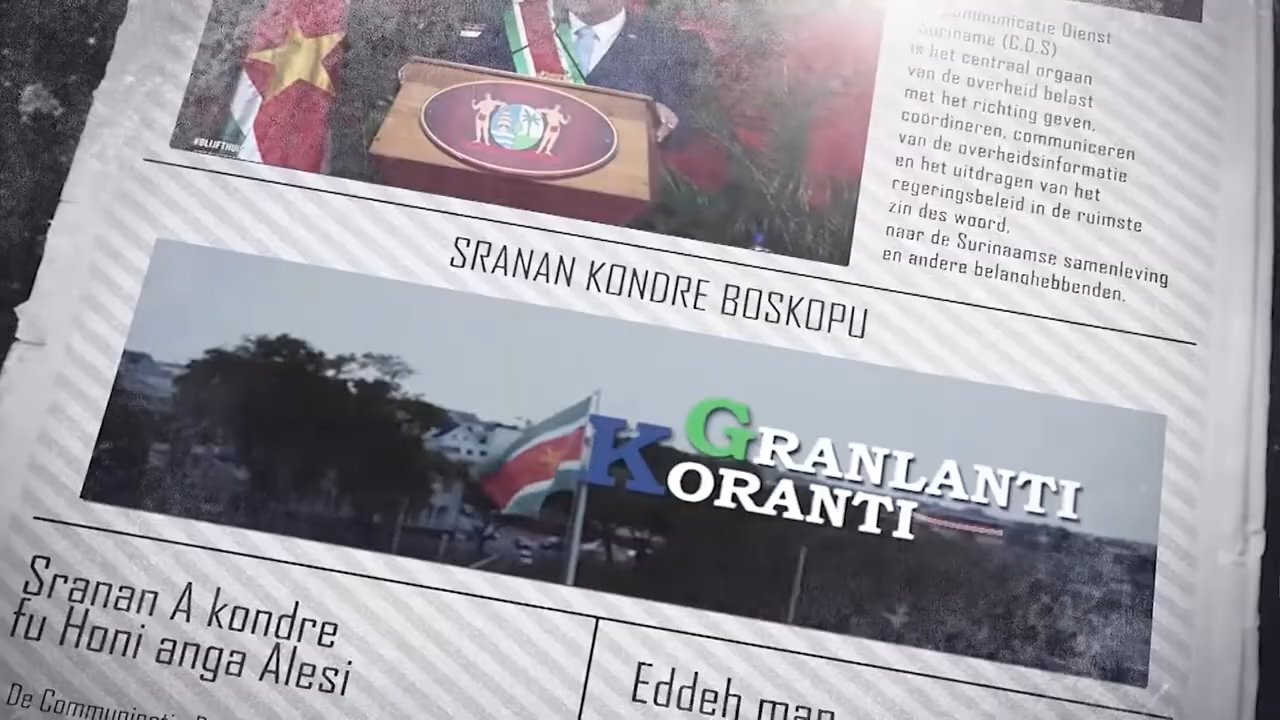 Communicatie Dienst
Suriname (C.D.S)
is het centraal orgaan
van de overheid belast
met het richting geven,
coördineren, communiceren
van de overheidsinformatie
en het uitdragen van het
regeringsbeleid in de ruimste
zin des woord,
naar de Surinaamse samenleving
en andere belanghebbenden.
SRANAN KONDRE BOSKOPU
GRANLANTI
KORANTI
Sranan A kondre
fu Honi anga Alesi
Eddeh man
De